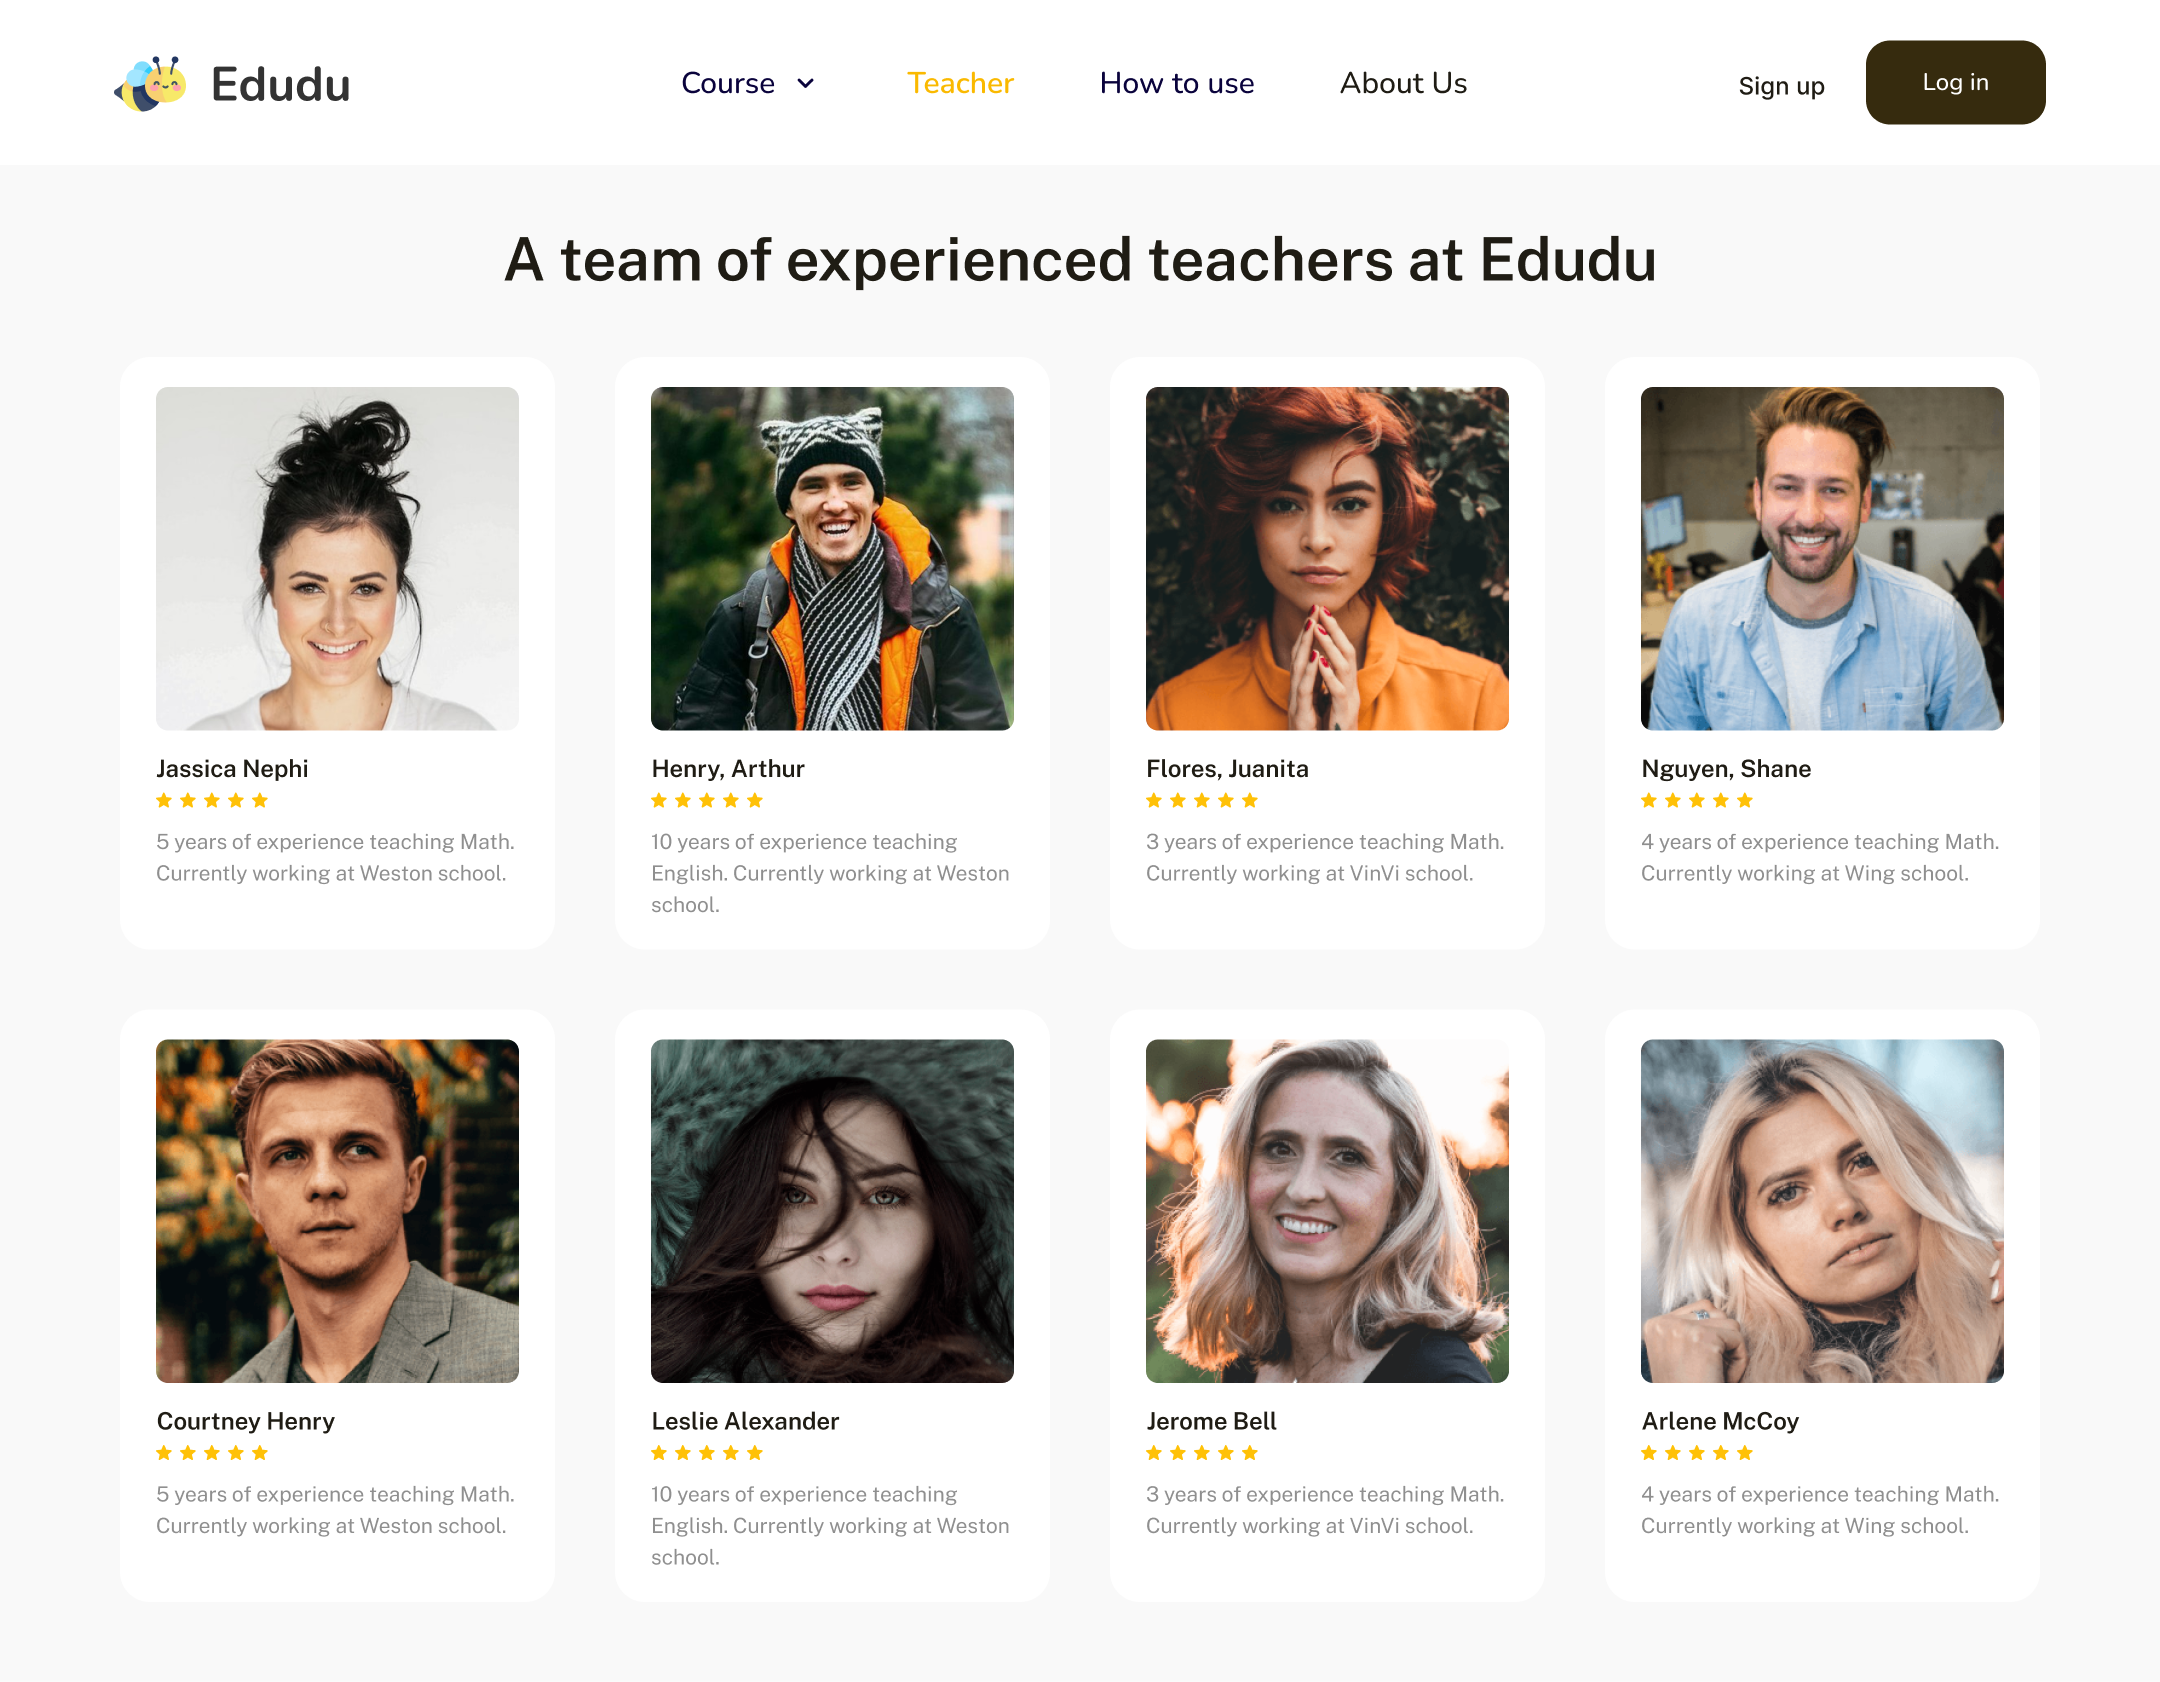 Edudu
Course
Teacher
How to use
About Us
Sign up
Log in
A team of experienced teachers at Edudu
Jassica Nephi
5 years of experience teaching Math.
Currently working at Weston school.
Henry, Arthur
10 years of experience teaching
English. Currently working at Weston
school.
Flores, Juanita
3 years of experience teaching Math.
Currently working at VinVi school.
Nguyen, Shane
4 years of experience teaching Math.
Currently working at Wing school.
Courtney Henry
5 years of experience teaching Math.
Currently working at Weston school.
Leslie Alexander
10 years of experience teaching
English. Currently working at Weston
school.
Jerome Bell
3 years of experience teaching Math.
Currently working at VinVi school.
Arlene McCoy
4 years of experience teaching Math.
Currently working at Wing school.